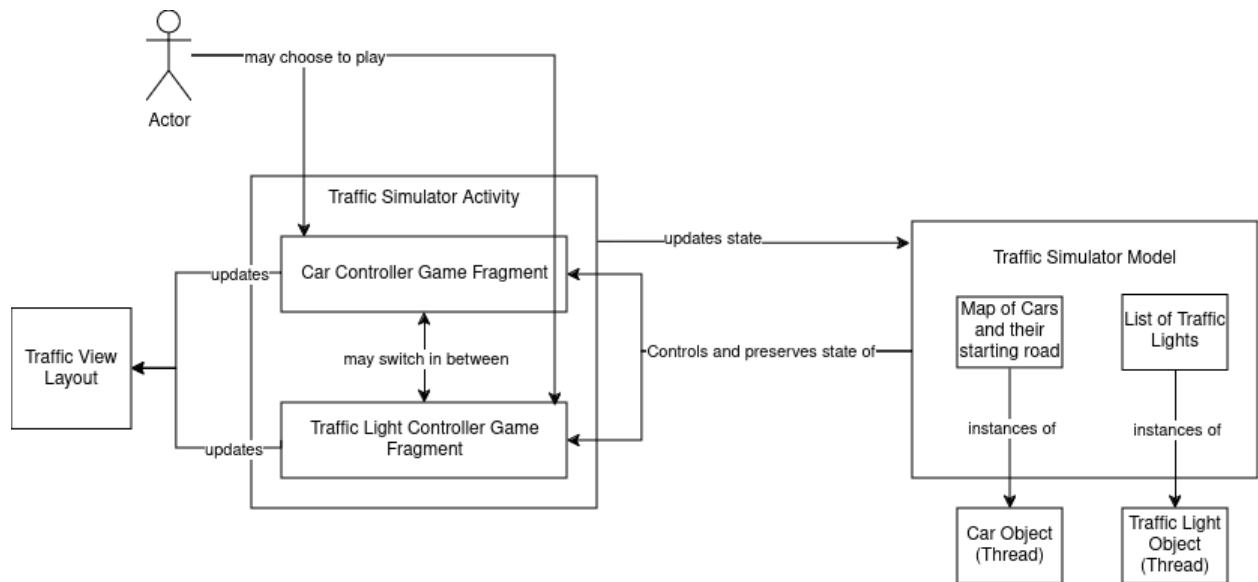 may choose to play
Actor
Traffic Simulator Activity
updates state
Car Controller Game Fragment
updates
Traffic Simulator Model
Map of Cars
and their
starting road
List of Traffic
Lights
Traffic View
Layout
may switch in between
Controls and preserves state of
Traffic Light Controller Game
Fragment
updates
instances of
instances of
Car Object
(Thread)
Traffic Light
Object
(Thread)